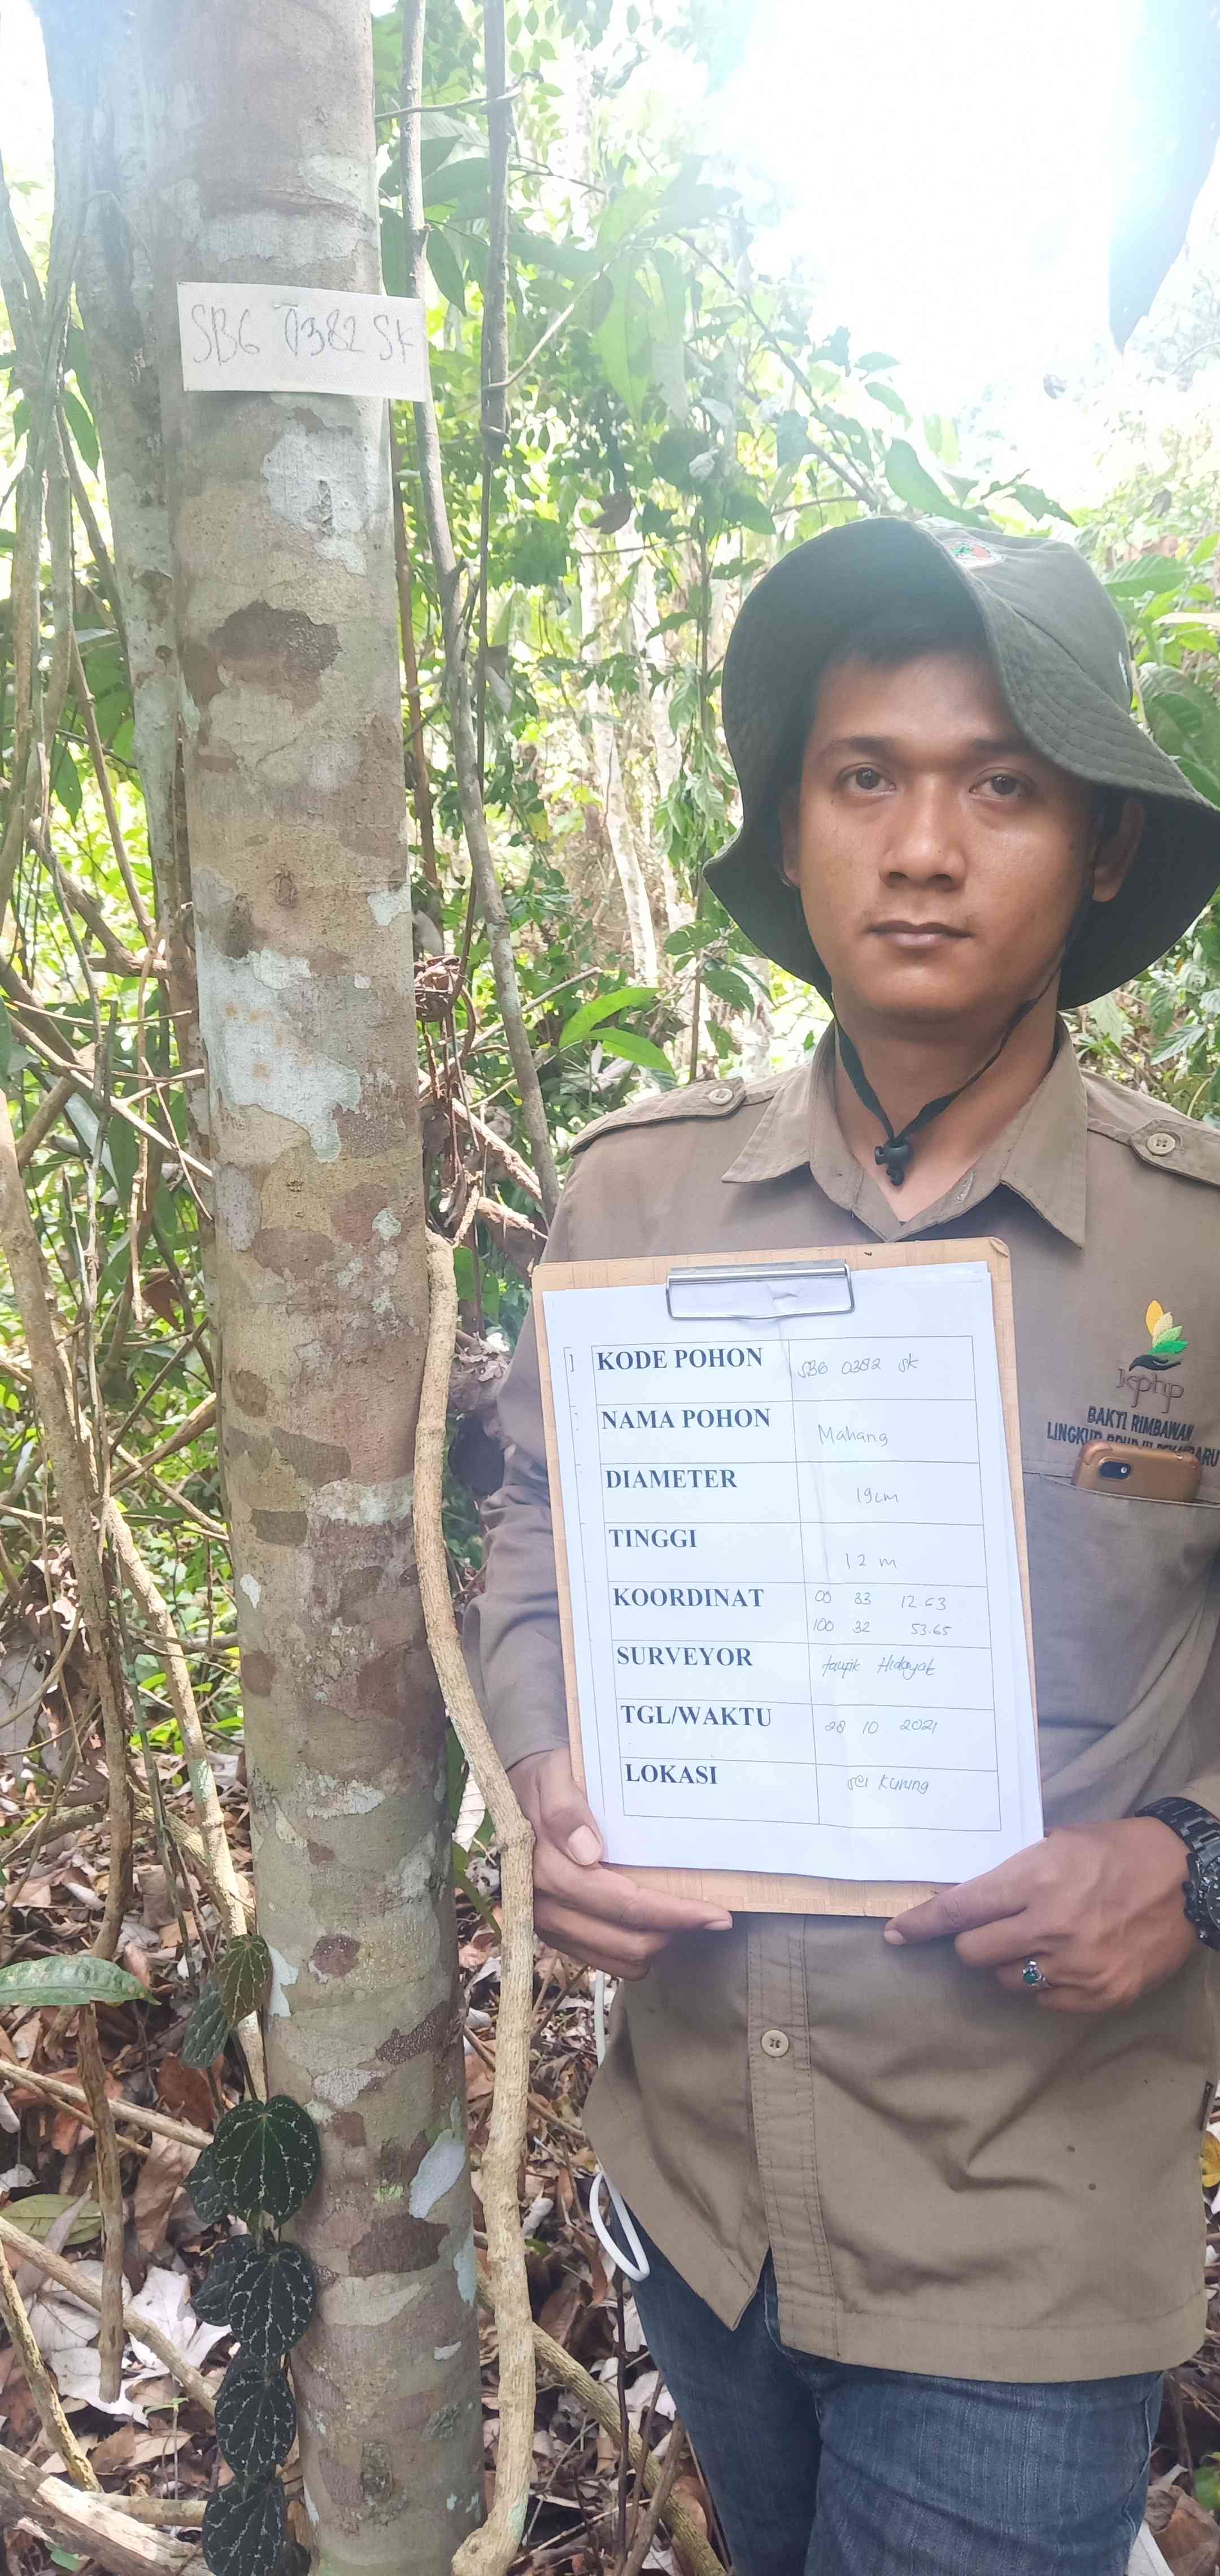 SBG 0382 SK
KODE POHON SBG 0382 SK
NAMA POHON Mahang
DIAMETER 19cm
TINGGI 12 m
KOORDINAT 00 33 12.63
100 32 53.65
SURVEYOR taufik Hidayat
TGL/WAKTU 28 10. 2021
LOKASI sei Kurung
kphp
BAKTI RIMBAWAN